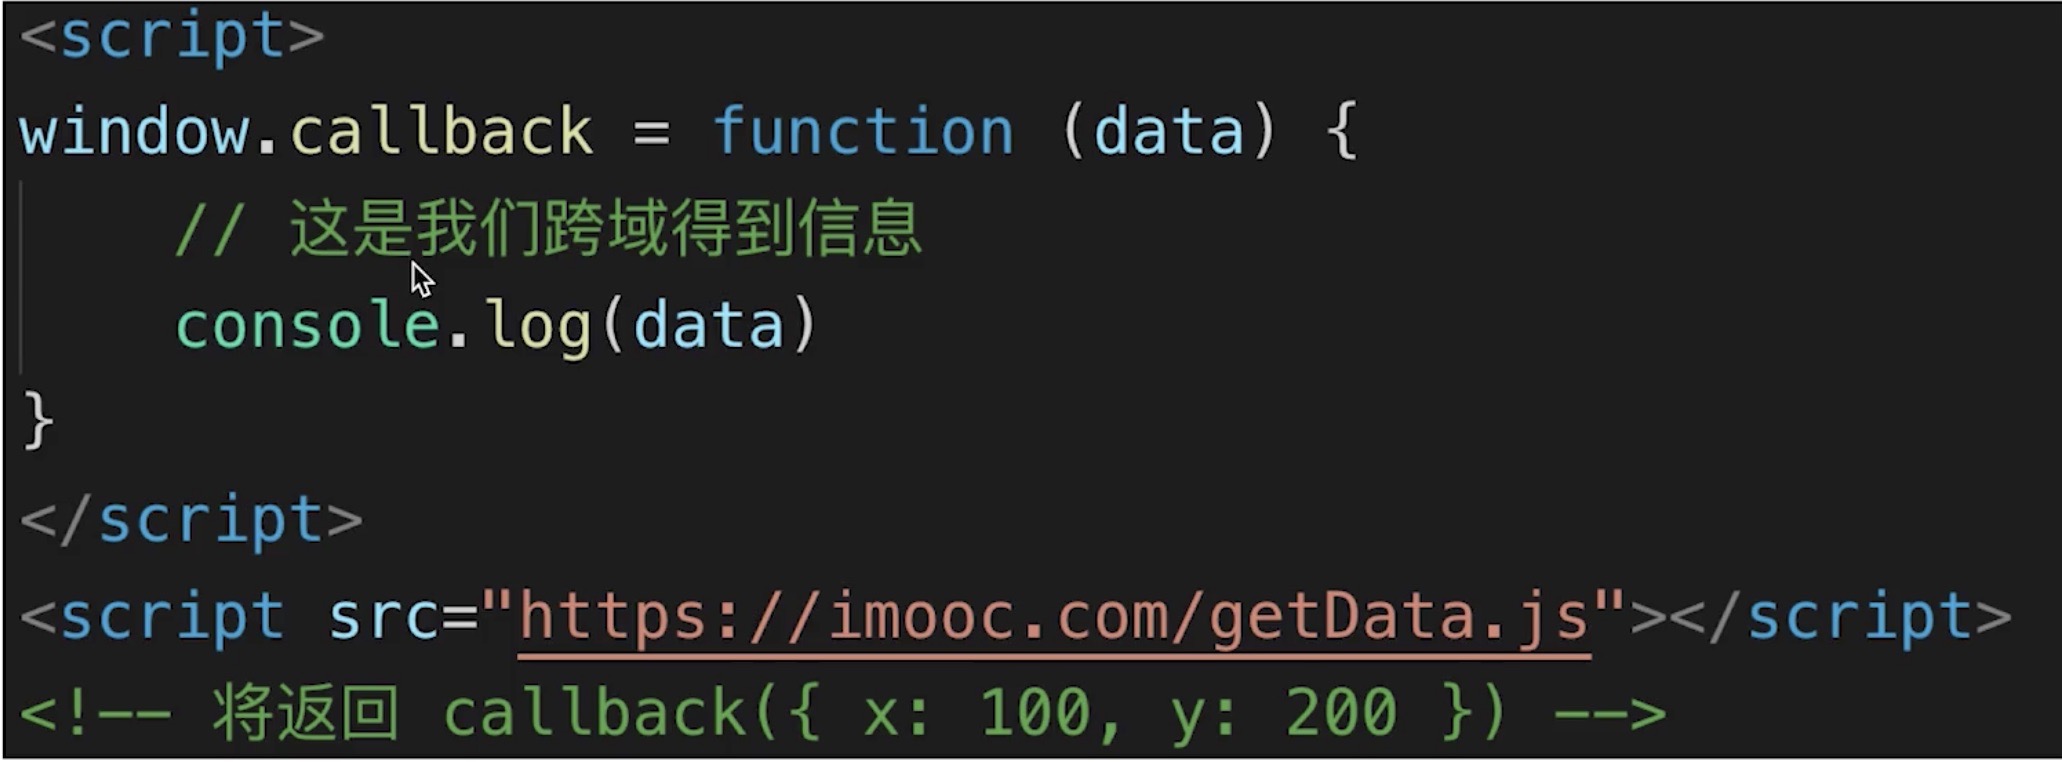 <script>
window.callback = function (data) {
// 这是我们跨域得到信息
console.log(data)
}
</script>
<script src="https://imooc.com/getData.js"></script>
<!-- 将返回 callback({ x: 100, y: 200 }) -->